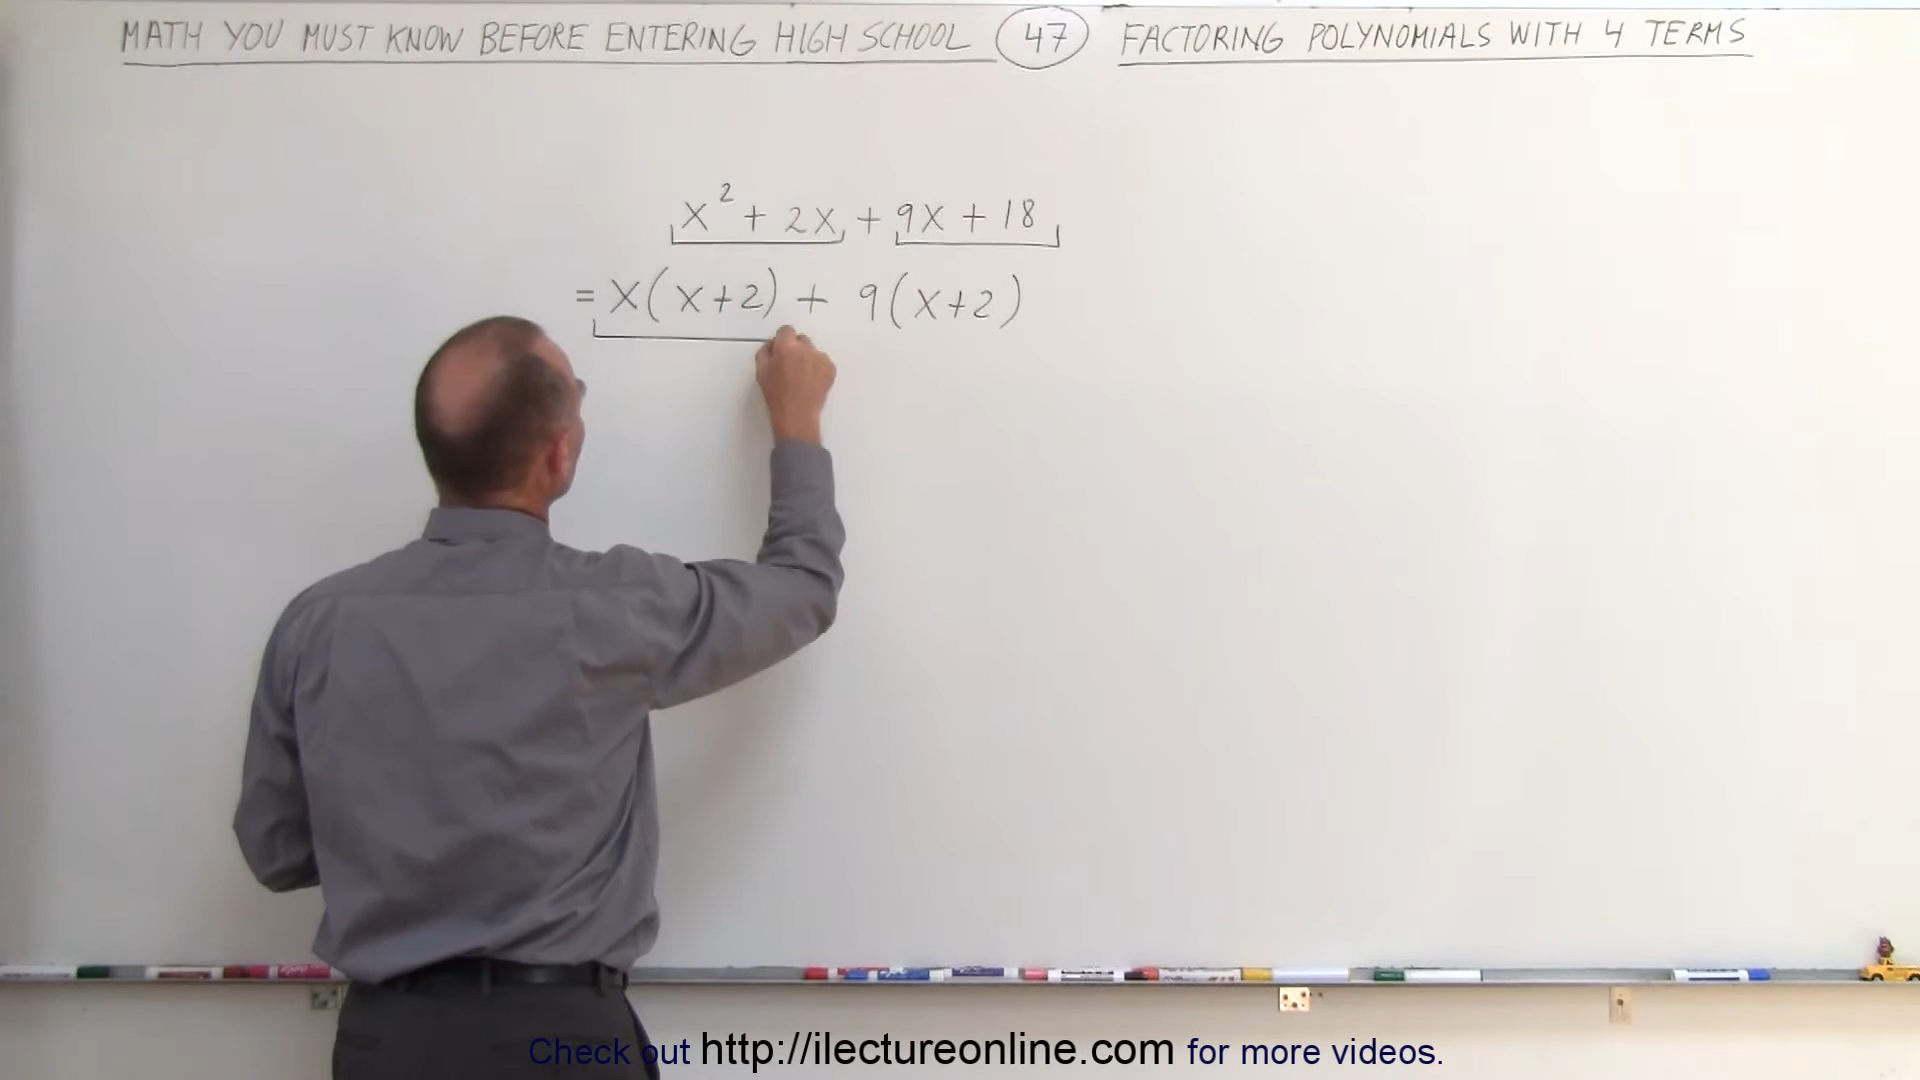 MATH YOU MUST KNOW BEFORE ENTERING HIGH SCHOOL 47 FACTORING POLYNOMIALS WITH 4 TERMS
x² + 2x + 9x + 18
= x(x+2) + 9(x+2)
Check out http://ilectureonline.com for more videos.